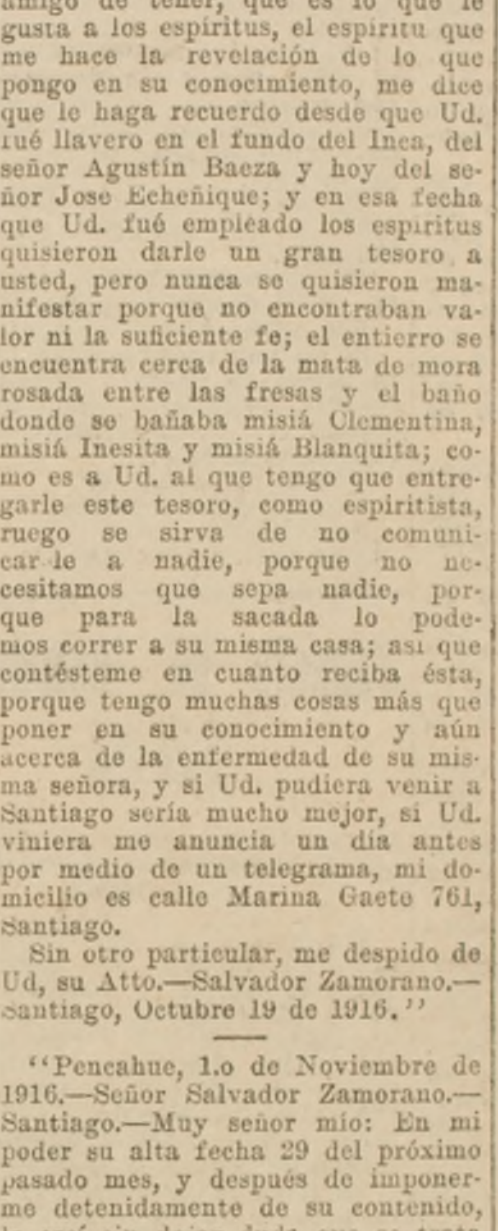 amigo de tener, que es lo que le
gusta a los espíritus, el espíritu que
me hace la revelación de lo que
pongo en su conocimiento, me dice
que le haga recuerdo desde que Ud.
fué llavero en el fundo del Inca, del
señor Agustín Baeza y hoy del se-
ñor José Echeñique; y en esa fecha
que Ud. fué empleado los espíritus
quisieron darle un gran tesoro a
usted, pero nunca se quisieron ma-
nifestar porque no encontraban va-
lor ni la suficiente fe; el entierro se
encuentra cerca de la mata de mora
rosada entre las fresas y el baño
donde se bañaba misiá Clementina,
misiá Inesita y misiá Blanquita; co-
mo es a Ud. al que tengo que entre-
garle este tesoro, como espiritista,
ruego se sirva de no comuni-
car le a nadie, porque no ne-
cesitamos que sepa nadie, por-
que para la sacada lo pode-
mos correr a su misma casa; así que
contésteme en cuanto reciba ésta,
porque tengo muchas cosas más que
poner en su conocimiento y aún
acerca de la enfermedad de su mis-
ma señora, y si Ud. pudiera venir a
Santiago sería mucho mejor, si Ud.
viniera me anuncia un día antes
por medio de un telegrama, mi do-
micilio es calle Marina Gaete 761,
Santiago.
Sin otro particular, me despido de
Ud, su Atto.—Salvador Zamorano.—
Santiago, Octubre 19 de 1916."
"Pencahue, 1.o de Noviembre de
1916.—Señor Salvador Zamorano.—
Santiago.—Muy señor mío: En mi
poder su alta fecha 29 del próximo
pasado mes, y después de imponer-
me detenidamente de su contenido,